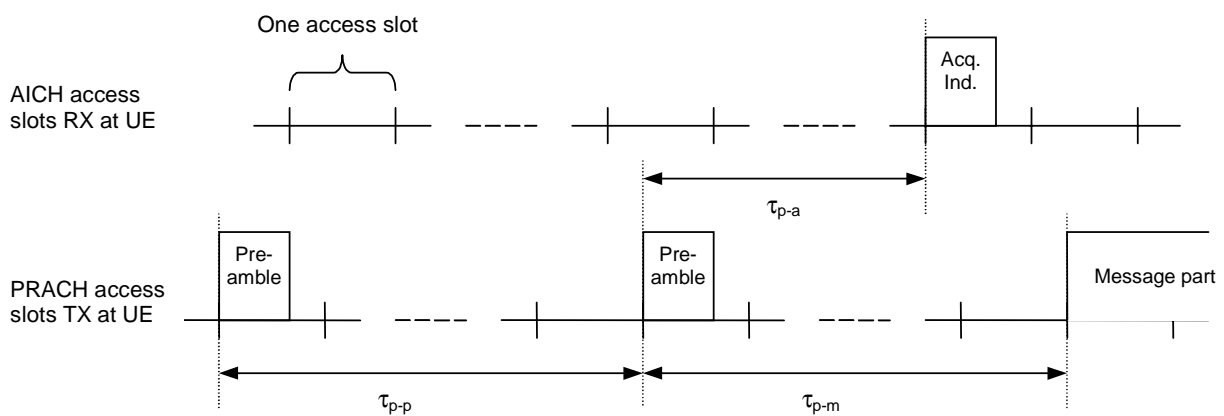 One access slot
AICH access
slots RX at UE
Acq.
Ind.
τp-a
PRACH access
slots TX at UE
Pre-
amble
Pre-
amble
Message part
τp-p
τp-m